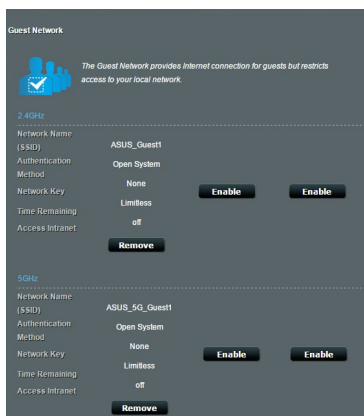 Guest Network
The Guest Network provides Internet connection for guests but restricts
access to your local network.
2.4GHz
Network Name
(SSID)
ASUS_Guest1
Authentication
Method
Open System
Network Key
None
Enable
Enable
Time Remaining
Limitless
Access Intranet
off
Remove
5GHz
Network Name
(SSID)
ASUS_5G_Guest1
Authentication
Method
Open System
Network Key
None
Enable
Enable
Time Remaining
Limitless
Access Intranet
off
Remove